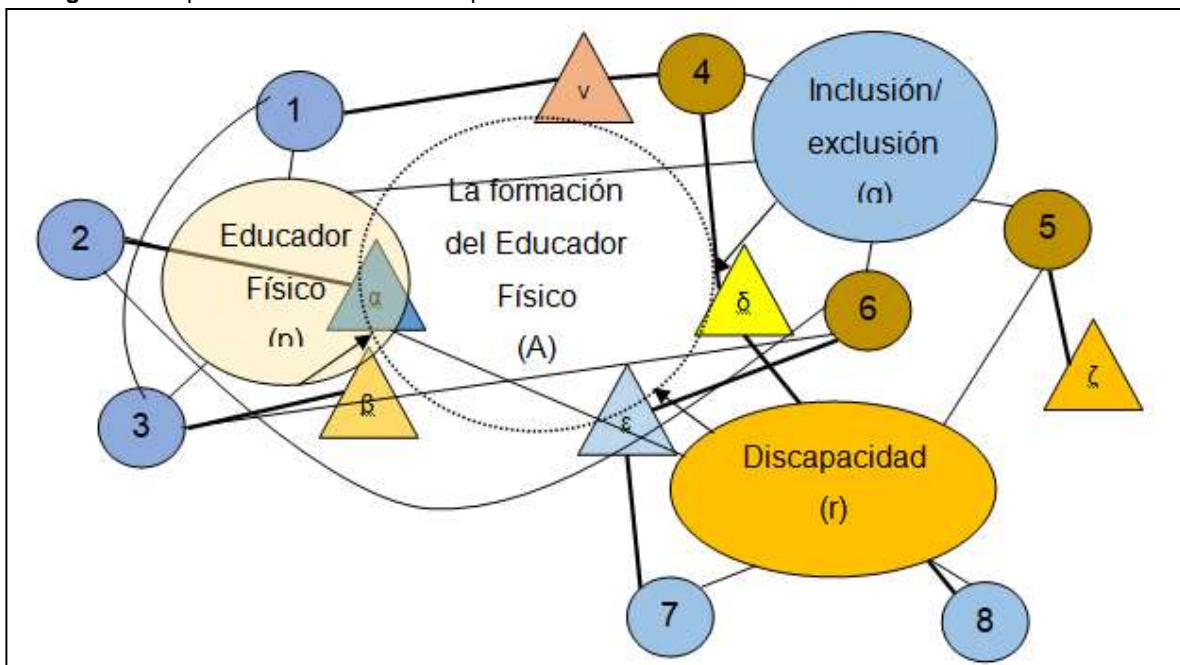 1
v
4
Inclusión/
exclusión
(q)
La formación
del Educador
Físico
(A)
2
Educador
Físico
(p)
α
5
δ
6
3
β
ε
ζ
Discapacidad
(r)
7
8